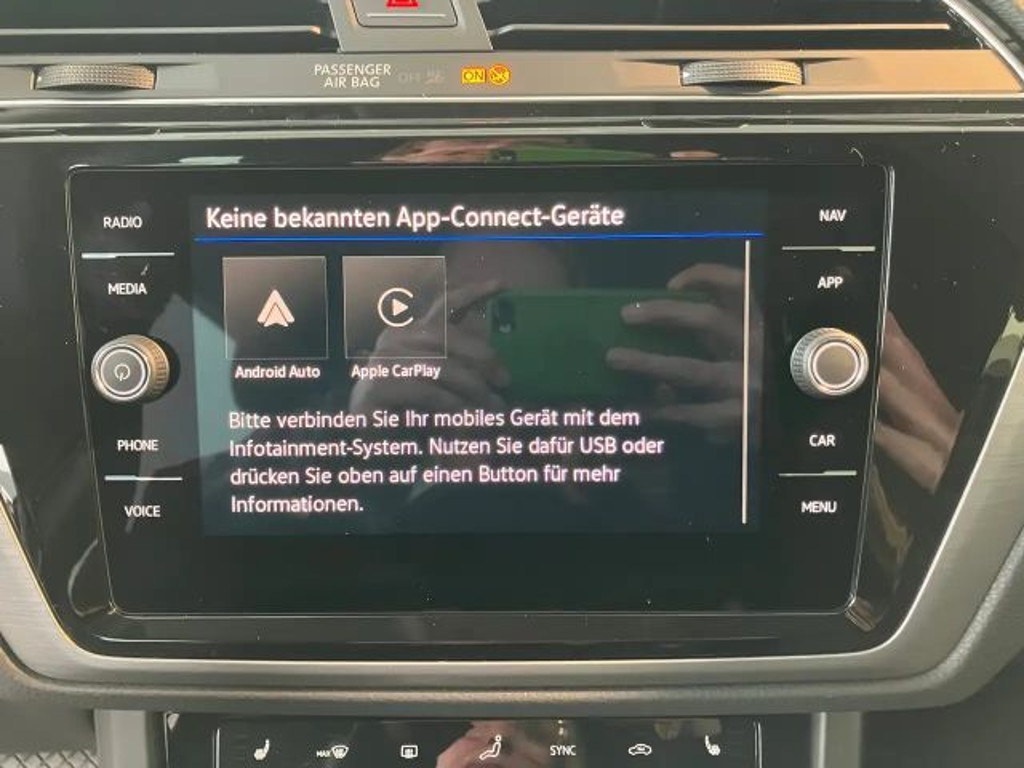 PASSENGER
AIR BAG
OFF
ON
RADIO
MEDIA
PHONE
VOICE
Keine bekannten App-Connect-Geräte
Android Auto
Apple CarPlay
Bitte verbinden Sie Ihr mobiles Gerät mit dem
Infotainment-System. Nutzen Sie dafür USB oder
drücken Sie oben auf einen Button für mehr
Informationen.
NAV
APP
CAR
MENU
MAX
SYNC